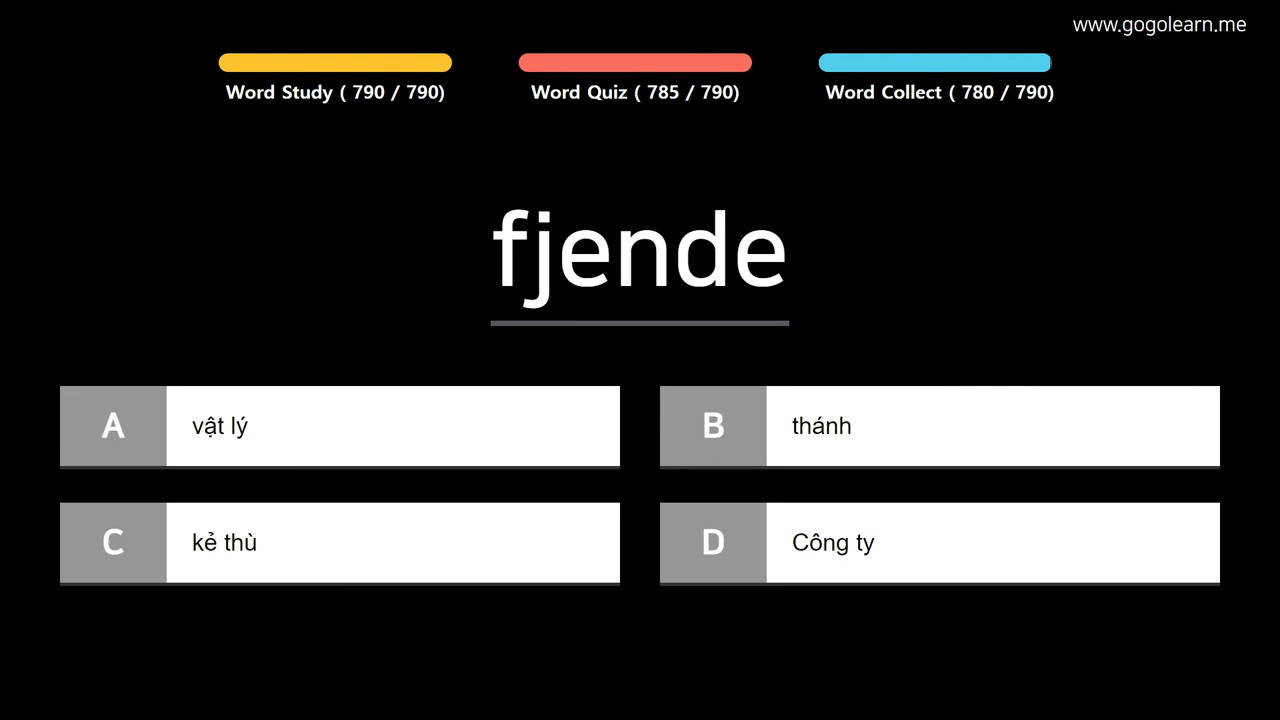 www.gogolearn.me
Word Study ( 790 / 790)
Word Quiz ( 785 / 790)
Word Collect ( 780 / 790)
fjende
A vật lý
B thánh
C kẻ thù
D Công ty